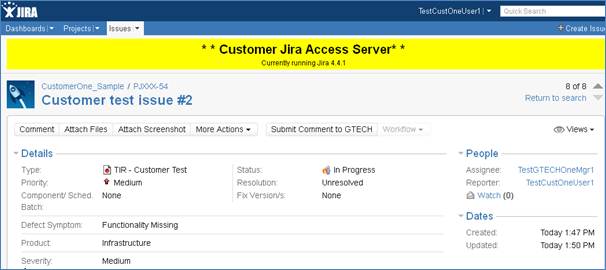 JIRA TestCustOneUser1 Quick Search
Dashboards Projects Issues Create Issu
* * Customer Jira Access Server* *
Currently running Jira 4.4.1
CustomerOne_Sample / PJXXX-54 8 of 8
Customer test issue #2 Return to search
Comment Attach Files Attach Screenshot More Actions Submit Comment to GTECH Workflow Views
Details People
Type: TIR - Customer Test Status: In Progress Assignee: TestGTECHOneMgr1
Priority: Medium Resolution: Unresolved Reporter: TestCustOneUser1
Component/ Sched. None Fix Version/s: None Watch (0)
Batch:
Dates
Defect Symptom: Functionality Missing Created: Today 1:47 PM
Product: Infrastructure Updated: Today 1:50 PM
Severity: Medium